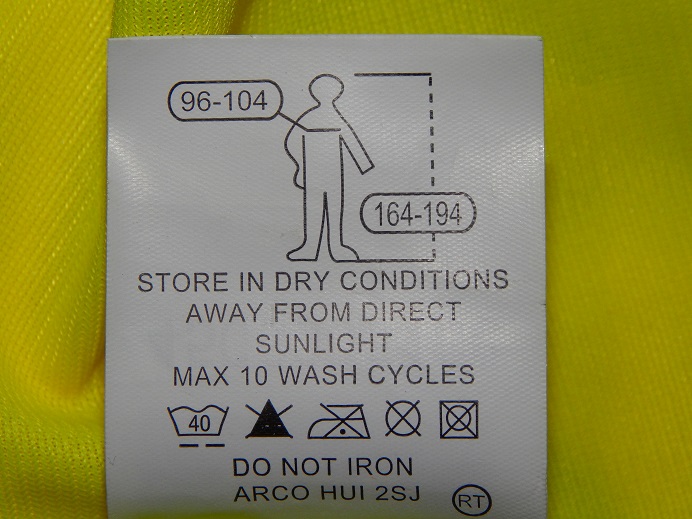 96-104
164-194
STORE IN DRY CONDITIONS
AWAY FROM DIRECT
SUNLIGHT
MAX 10 WASH CYCLES
40
DO NOT IRON
ARCO HUI 2SJ
RT